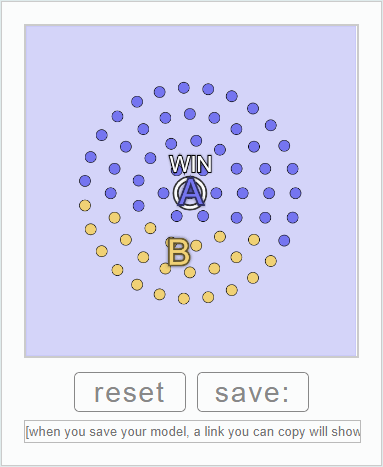 WIN
A
B
reset
save:
[when you save your model, a link you can copy will show